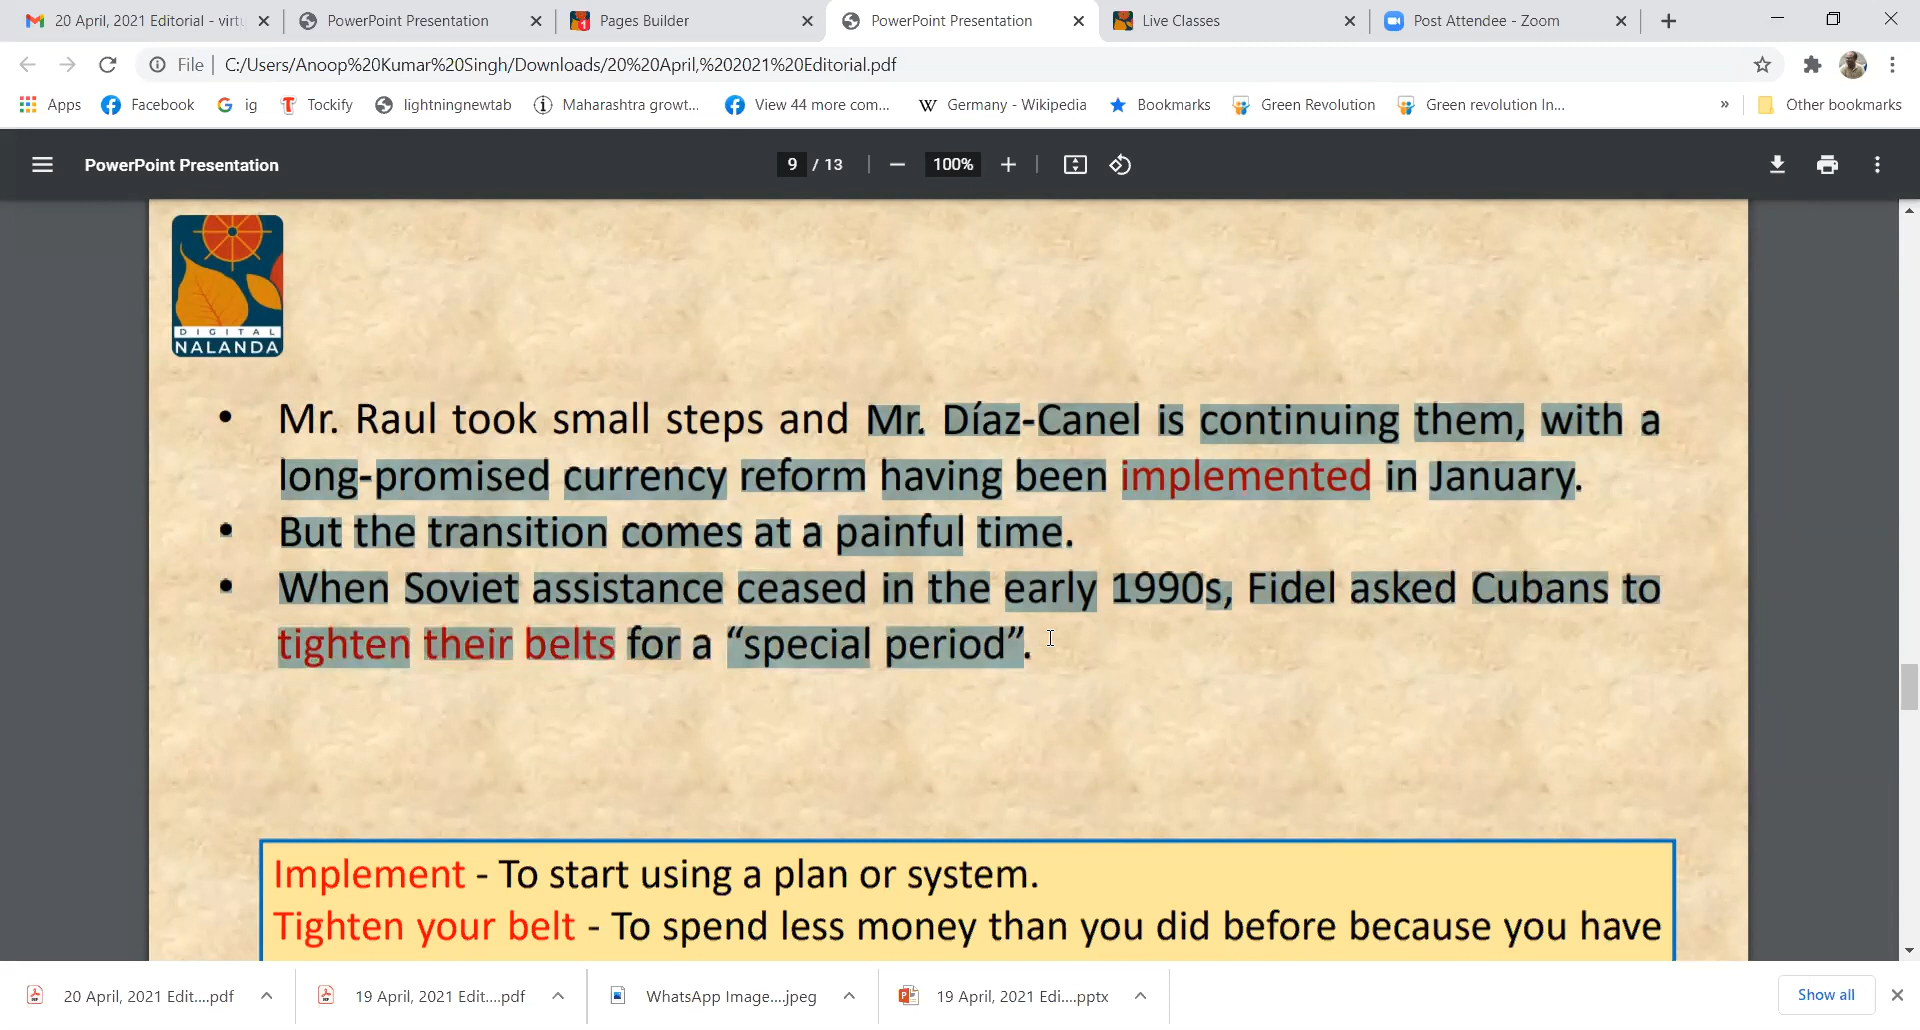 20 April, 2021 Editorial - virtu
PowerPoint Presentation
Pages Builder
PowerPoint Presentation
Live Classes
Post Attendee - Zoom
File | C:/Users/Anoop%20Kumar%20Singh/Downloads/20%20April,%202021%20Editorial.pdf
Apps Facebook ig Tockify lightningnewtab Maharashtra growt... View 44 more com... Germany - Wikipedia Bookmarks Green Revolution Green revolution In... » Other bookmarks
PowerPoint Presentation 9 / 13 100%
DIGITAL
NALANDA
• Mr. Raul took small steps and Mr. Díaz-Canel is continuing them, with a
long-promised currency reform having been implemented in January.
• But the transition comes at a painful time.
• When Soviet assistance ceased in the early 1990s, Fidel asked Cubans to
tighten their belts for a “special period”.
Implement - To start using a plan or system.
Tighten your belt - To spend less money than you did before because you have
20 April, 2021 Edit....pdf
19 April, 2021 Edit....pdf
WhatsApp Image....jpeg
19 April, 2021 Edi....pptx
Show all